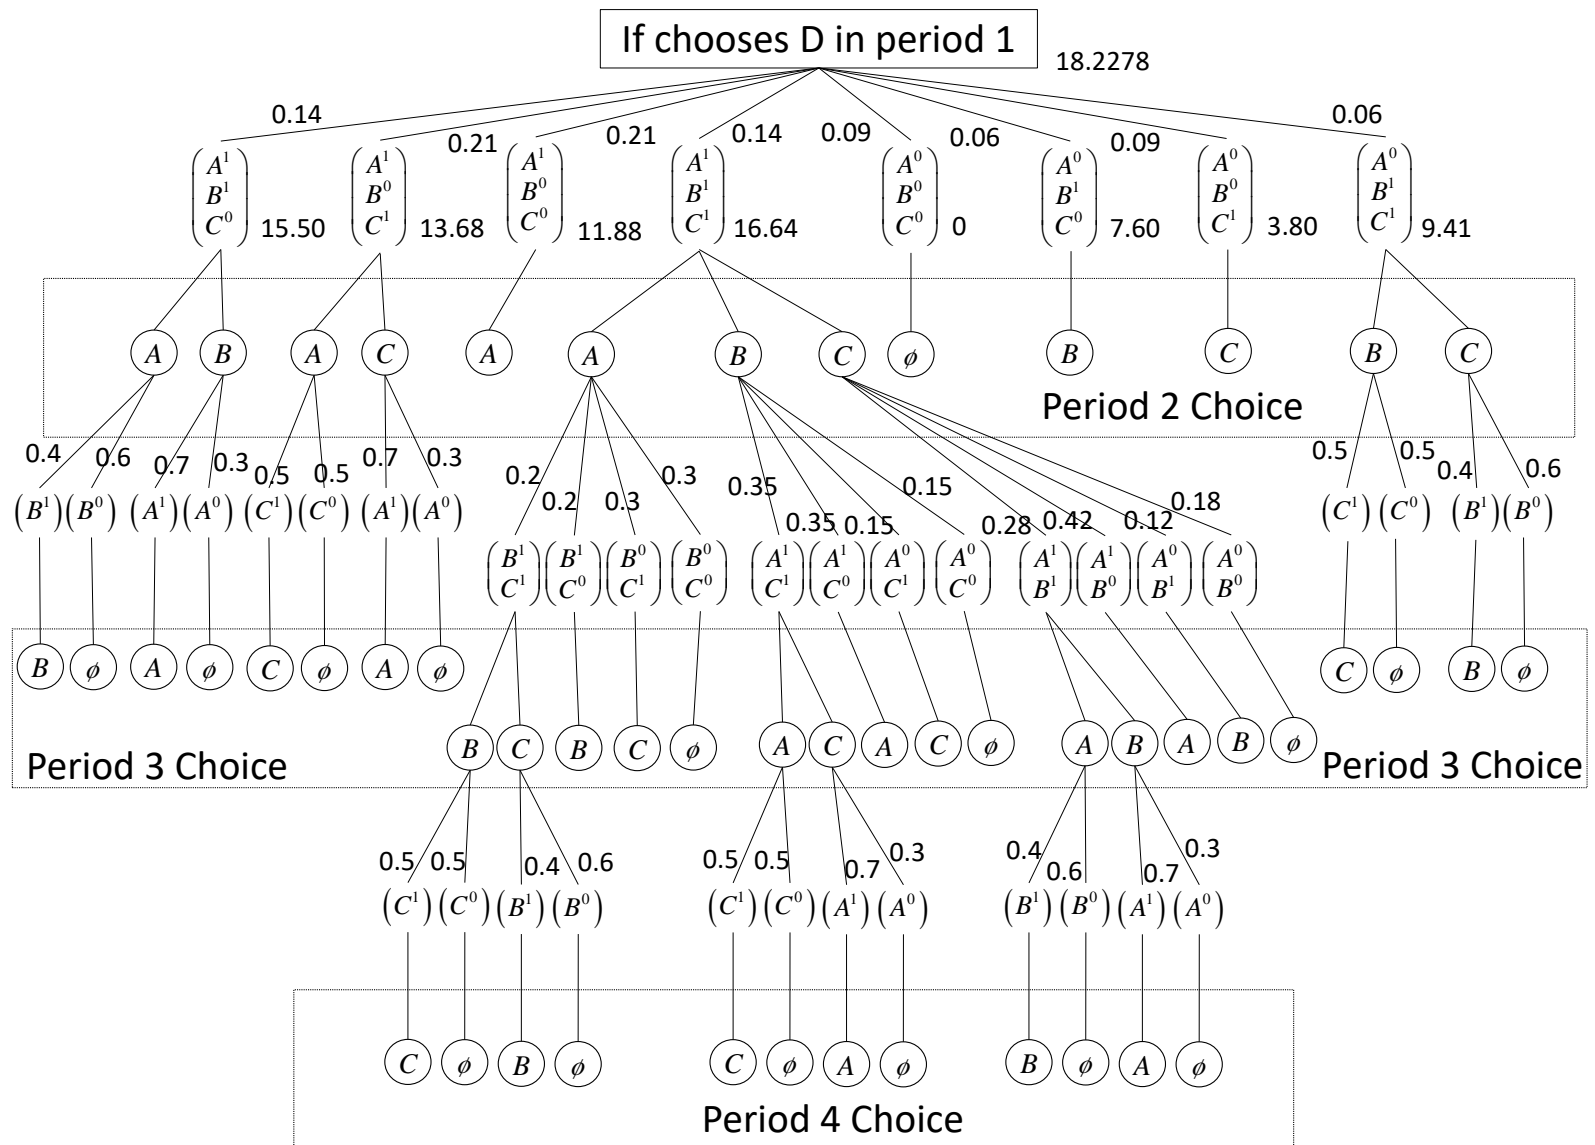 If chooses D in period 1
18.2278
0.14 0.21 0.21 0.14 0.09 0.06 0.09 0.06
A¹ A¹ A¹ A¹ A⁰ A⁰ A⁰ A⁰
B¹ B⁰ B⁰ B¹ B⁰ B¹ B⁰ B¹
C⁰ C¹ C⁰ C¹ C⁰ C⁰ C¹ C¹
15.50 13.68 11.88 16.64 0 7.60 3.80 9.41
A B A C A A B C ϕ B C B C
Period 2 Choice
0.4 0.6 0.7 0.3 0.5 0.5 0.7 0.3 0.2 0.2 0.3 0.3 0.35 0.35 0.15 0.15 0.28 0.42 0.12 0.18 0.5 0.5 0.4 0.6
(B¹) (B⁰) (A¹) (A⁰) (C¹) (C⁰) (A¹) (A⁰) (C¹) (C⁰) (B¹) (B⁰)
B¹ B¹ B⁰ B⁰ A¹ A¹ A⁰ A⁰ A¹ A¹ A⁰ A⁰
C¹ C⁰ C¹ C⁰ C¹ C⁰ C¹ C⁰ B¹ B⁰ B¹ B⁰
B ϕ A ϕ C ϕ A ϕ C ϕ B ϕ
B C B C ϕ A C A C ϕ A B A B ϕ
Period 3 Choice Period 3 Choice
0.5 0.5 0.4 0.6 0.5 0.5 0.7 0.3 0.4 0.6 0.7 0.3
(C¹) (C⁰) (B¹) (B⁰) (C¹) (C⁰) (A¹) (A⁰) (B¹) (B⁰) (A¹) (A⁰)
C ϕ B ϕ C ϕ A ϕ B ϕ A ϕ
Period 4 Choice